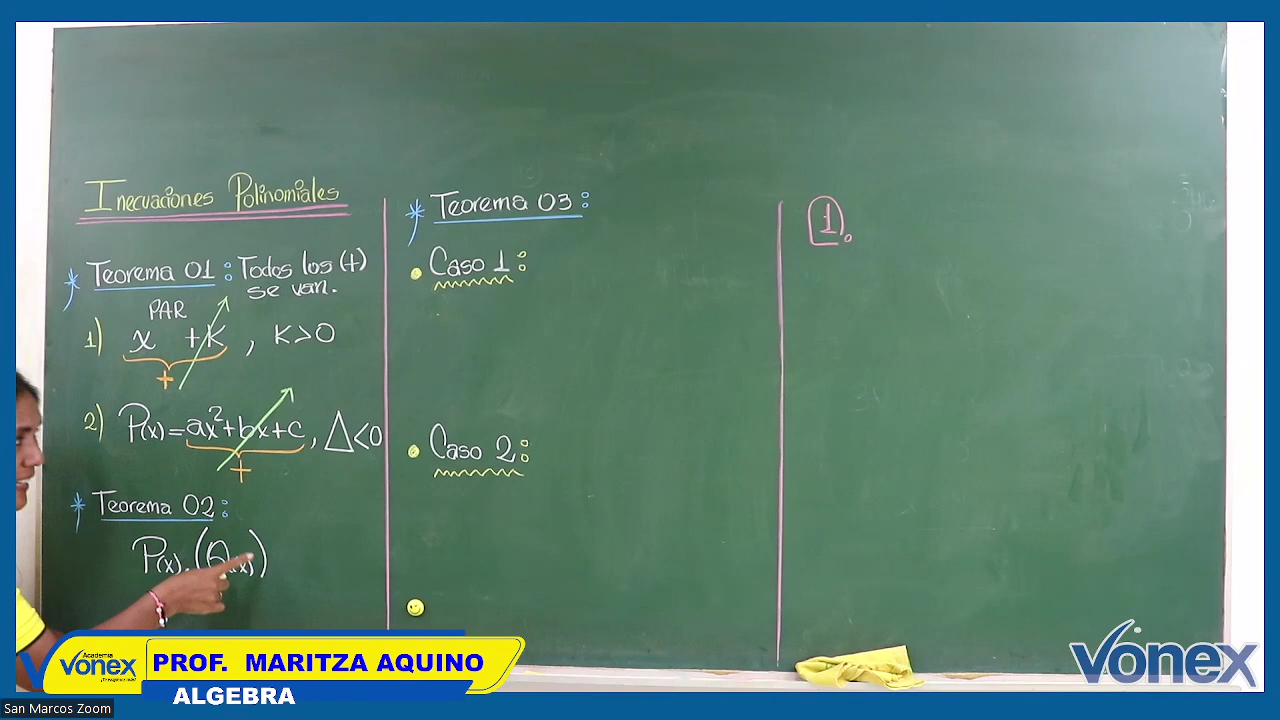 Inecuaciones Polinomiales
* Teorema 01: Todos los (+)
se van.
PAR
1) x + K , K>0
+
2) P(x)=ax²+bx+c, Δ<0
+
* Teorema 02:
P(x).(Q(x))
* Teorema 03:
• Caso 1:
• Caso 2:
1.
Academia
Vonex
PROF. MARITZA AQUINO
ALGEBRA
vonex
San Marcos Zoom